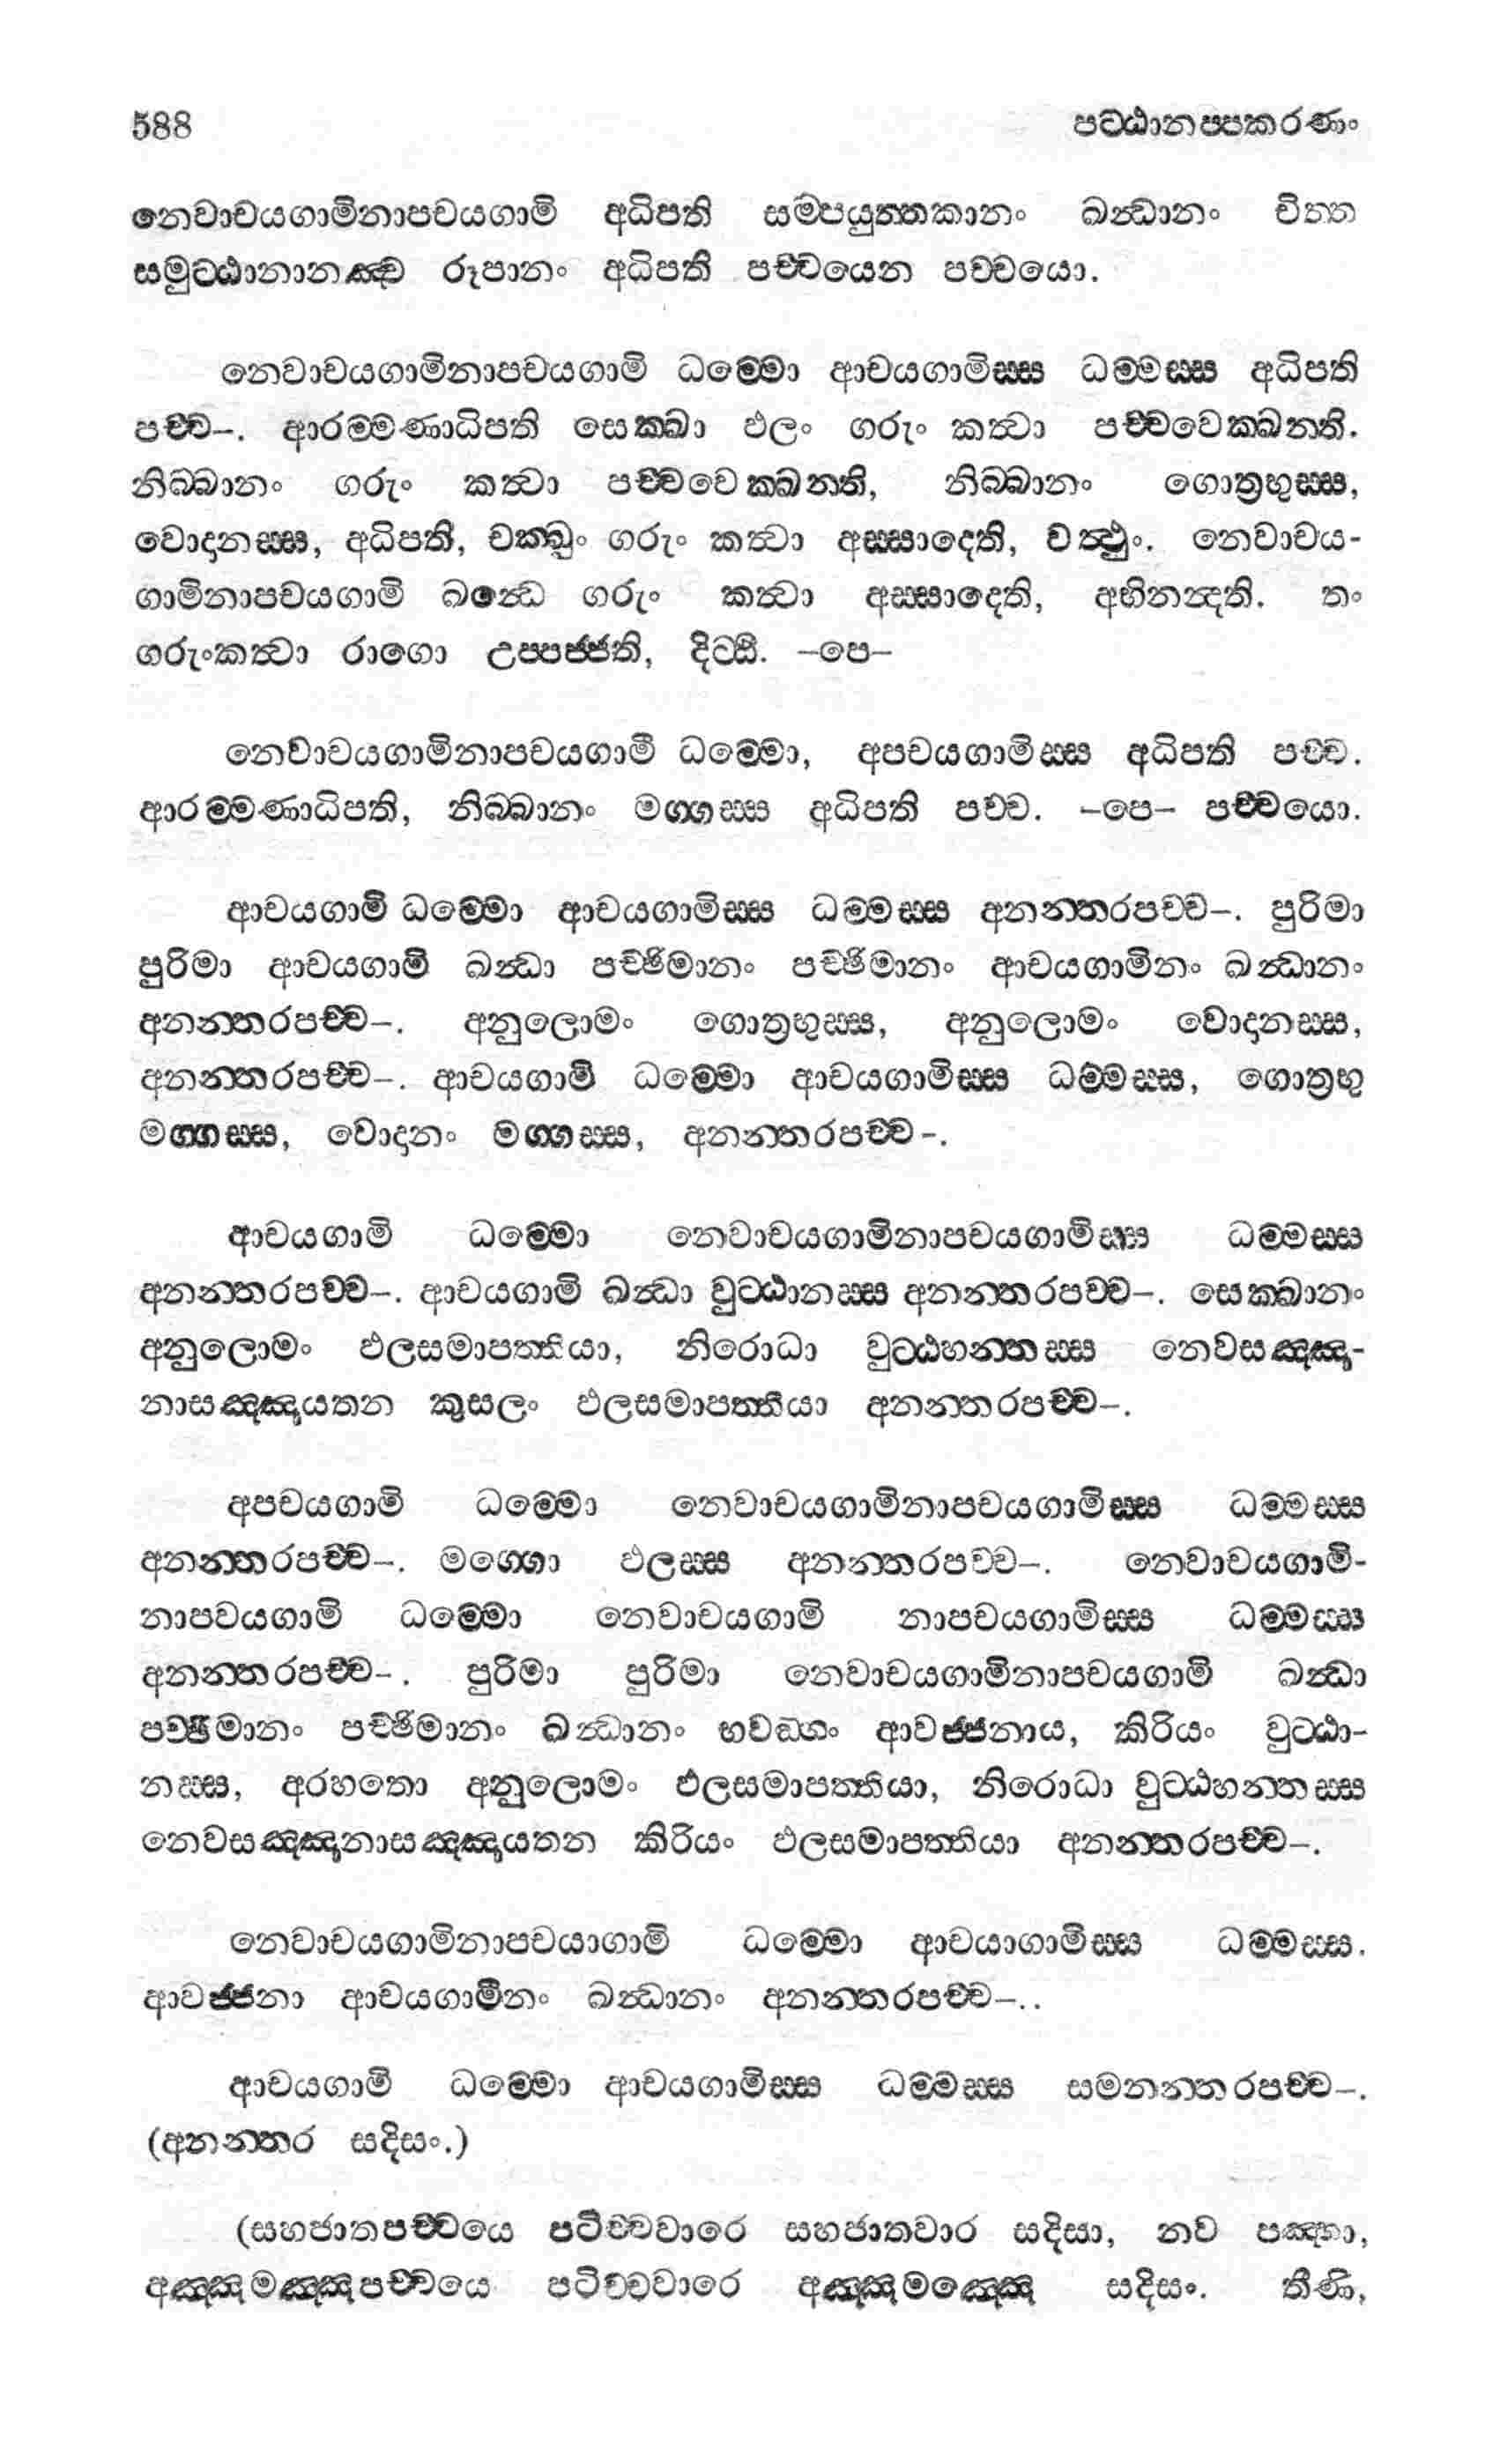 588 පට්ඨානප්පකරණං
නෙවාචයගාමිනාපචයගාමි අධිපති සම්පයුත්තකානං ඛන්ධානං චිත්ත
සමුට්ඨානානඤ්ච රූපානං අධිපති පච්චයෙන පච්චයො.
නෙවාචයගාමිනාපචයගාමි ධම්මො ආචයගාමිස්ස ධම්මස්ස අධිපති
පච්ච–. ආරම්මණාධිපති සෙක්ඛා ඵලං ගරුං කත්වා පච්චවෙක්ඛන්ති.
නිබ්බානං ගරුං කත්වා පච්චවෙක්ඛන්ති, නිබ්බානං ගොත්‍රභුස්ස,
වොදානස්ස, අධිපති, චක්ඛුං ගරුං කත්වා අස්සාදෙති, වත්ථුං. නෙවාචය-
ගාමිනාපචයගාමි ඛන්ධෙ ගරුං කත්වා අස්සාදෙති, අභිනන්දති. තං
ගරුංකත්වා රාගො උප්පජ්ජති, දිට්ඨි. –පෙ–
නෙවාචයගාමිනාපචයගාමි ධම්මො, අපචයගාමිස්ස අධිපති පච්ච.
ආරම්මණාධිපති, නිබ්බානං මග්ගස්ස අධිපති පච්ච. –පෙ– පච්චයො.
ආචයගාමි ධම්මො ආචයගාමිස්ස ධම්මස්ස අනන්තරපච්ච–. පුරිමා
පුරිමා ආචයගාමි ඛන්ධා පච්ඡිමානං පච්ඡිමානං ආචයගාමිනං ඛන්ධානං
අනන්තරපච්ච–. අනුලොමං ගොත්‍රභුස්ස, අනුලොමං වොදානස්ස,
අනන්තරපච්ච–. ආචයගාමි ධම්මො ආචයගාමිස්ස ධම්මස්ස, ගොත්‍රභු
මග්ගස්ස, වොදානං මග්ගස්ස, අනන්තරපච්ච–.
ආචයගාමි ධම්මො නෙවාචයගාමිනාපචයගාමිස්ස ධම්මස්ස
අනන්තරපච්ච–. ආචයගාමි ඛන්ධා වුට්ඨානස්ස අනන්තරපච්ච–. සෙක්ඛානං
අනුලොමං ඵලසමාපත්තියා, නිරොධා වුට්ඨහන්තස්ස නෙවසඤ්ඤා-
නාසඤ්ඤායතන කුසලං ඵලසමාපත්තියා අනන්තරපච්ච–.
අපචයගාමි ධම්මො නෙවාචයගාමිනාපචයගාමිස්ස ධම්මස්ස
අනන්තරපච්ච–. මග්ගො ඵලස්ස අනන්තරපච්ච–. නෙවාචයගාමි-
නාපචයගාමි ධම්මො නෙවාචයගාමි නාපචයගාමිස්ස ධම්මස්ස
අනන්තරපච්ච–. පුරිමා පුරිමා නෙවාචයගාමිනාපචයගාමි ඛන්ධා
පච්ඡිමානං පච්ඡිමානං ඛන්ධානං භවඞ්ගං ආවජ්ජනාය, කිරියං වුට්ඨා-
නස්ස, අරහතො අනුලොමං ඵලසමාපත්තියා, නිරොධා වුට්ඨහන්තස්ස
නෙවසඤ්ඤානාසඤ්ඤායතන කිරියං ඵලසමාපත්තියා අනන්තරපච්ච–.
නෙවාචයගාමිනාපචයාගාමි ධම්මො ආචයාගාමිස්ස ධම්මස්ස.
ආවජ්ජනා ආචයගාමිනං ඛන්ධානං අනන්තරපච්ච–..
ආචයගාමි ධම්මො ආචයගාමිස්ස ධම්මස්ස සමනන්තරපච්ච–.
(අනන්තර සදිසං.)
(සහජාතපච්චයෙ පටිච්චවාරෙ සහජාතවාර සදිසා, නව පඤ්හා,
අඤ්ඤමඤ්ඤපච්චයෙ පටිච්චවාරෙ අඤ්ඤමඤ්ඤෙ සදිසං. තීණි,